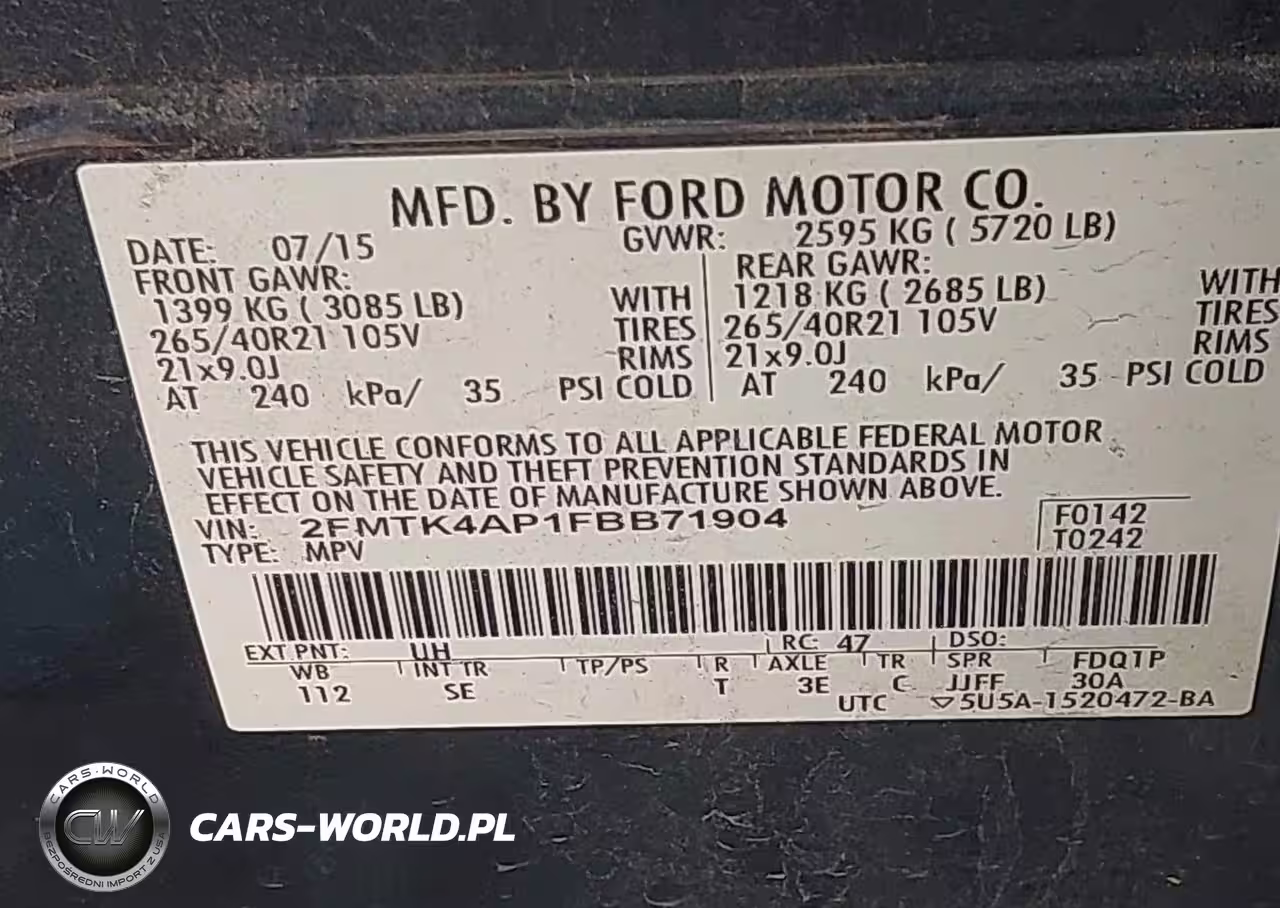 MFD. BY FORD MOTOR CO.
DATE: 07/15 GVWR: 2595 KG ( 5720 LB)
FRONT GAWR: REAR GAWR:
1399 KG ( 3085 LB) WITH 1218 KG ( 2685 LB) WITH
265/40R21 105V TIRES 265/40R21 105V TIRES
21x9.0J RIMS 21x9.0J RIMS
AT 240 kPa/ 35 PSI COLD AT 240 kPa/ 35 PSI COLD
THIS VEHICLE CONFORMS TO ALL APPLICABLE FEDERAL MOTOR
VEHICLE SAFETY AND THEFT PREVENTION STANDARDS IN
EFFECT ON THE DATE OF MANUFACTURE SHOWN ABOVE.
VIN: 2FMTK4AP1FBB71904 F0142
TYPE: MPV T0242
EXT PNT: UH RC: 47 DSO:
WB INT TR TP/PS R AXLE TR SPR FDQ1P
112 SE T 3E C JJFF 30A
UTC ▽5U5A-1520472-BA
CARS-WORLD
CW
BEZPOŚREDNI IMPORT Z USA
CARS-WORLD.PL